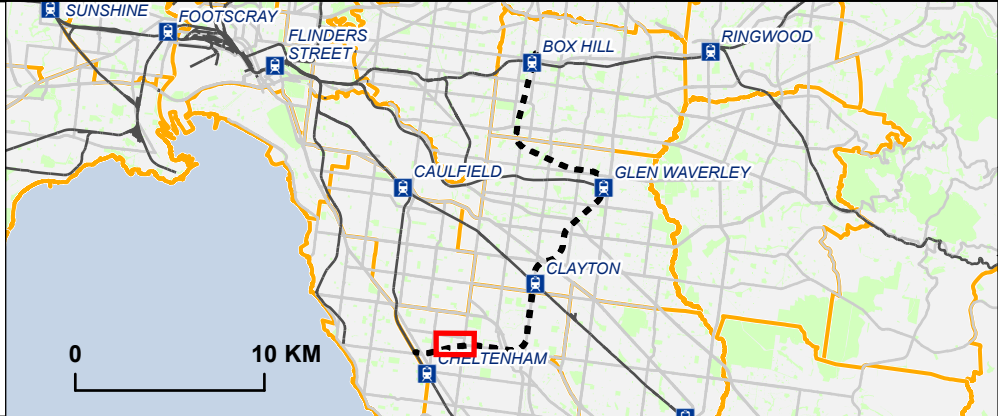 SUNSHINE
FOOTSCRAY
FLINDERS
STREET
BOX HILL
RINGWOOD
CAULFIELD
GLEN WAVERLEY
CLAYTON
0 10 KM
CHELTENHAM